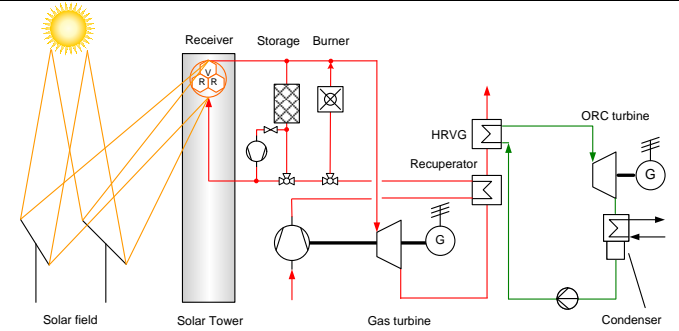 Receiver
Storage
Burner
V
R R
ORC turbine
HRVG
Recuperator
G
G
Solar field
Solar Tower
Gas turbine
Condenser